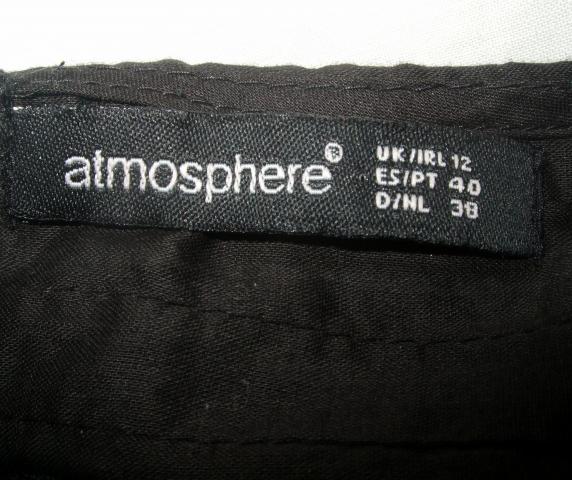 atmosphere®
UK/IRL 12
ES/PT 40
D/NL 38